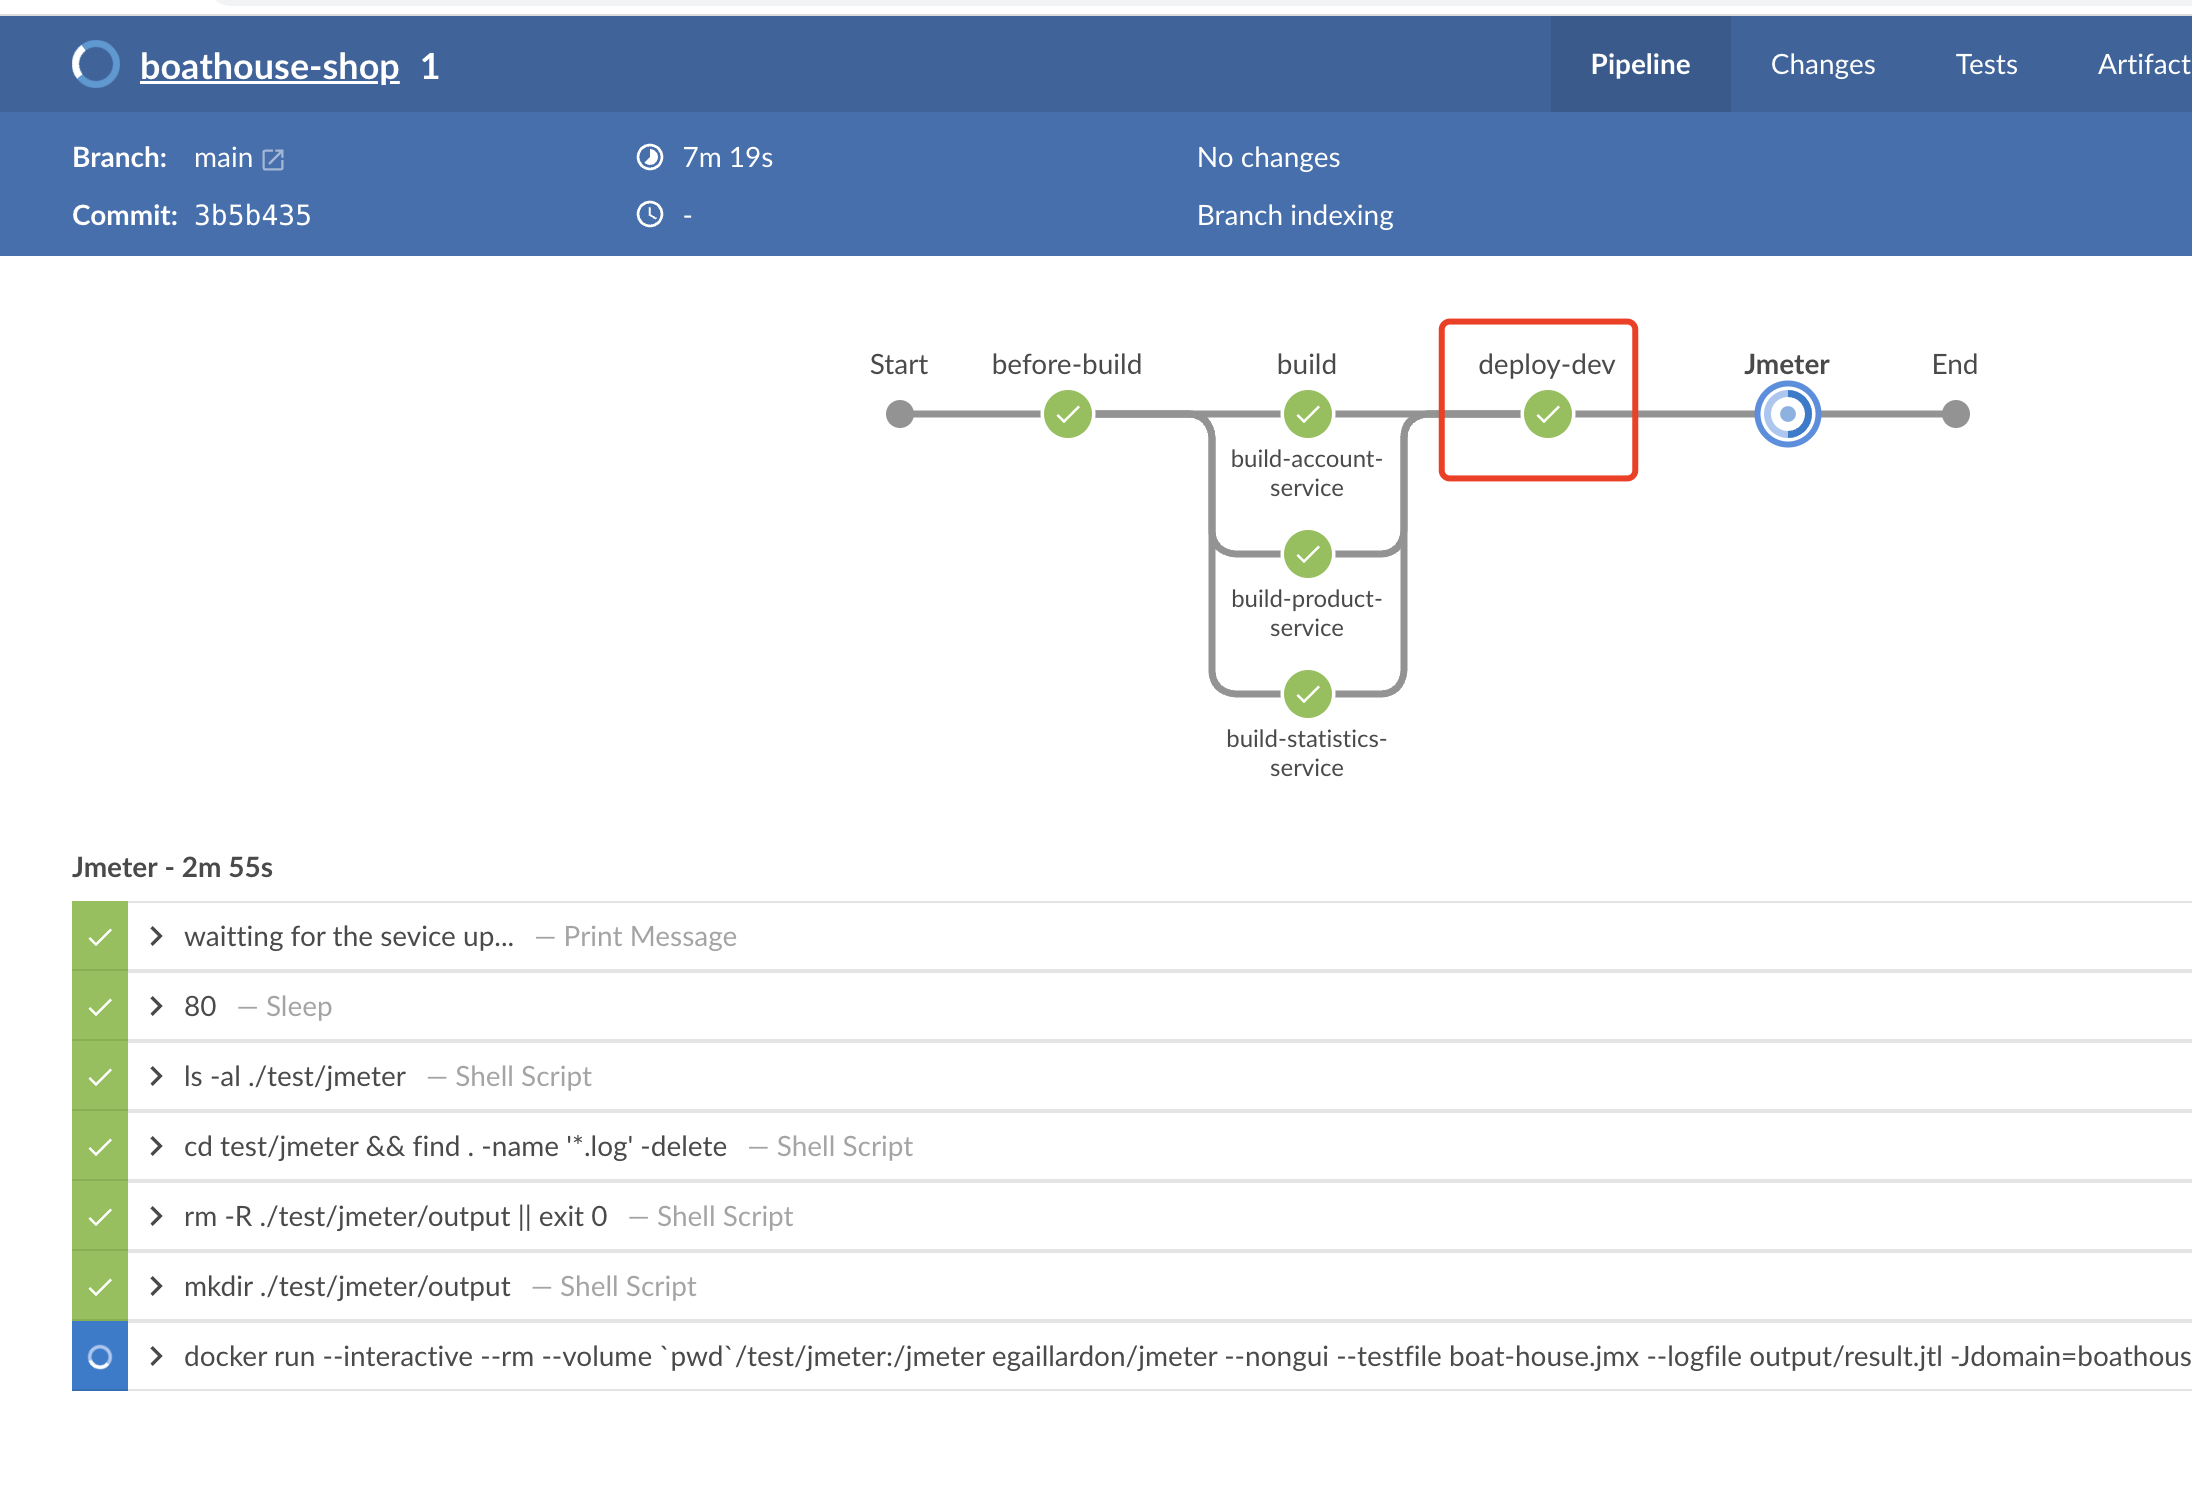 boathouse-shop 1
Pipeline Changes Tests Artifact
Branch: main 7m 19s No changes
Commit: 3b5b435 - Branch indexing
Start before-build build deploy-dev Jmeter End
build-account-
service
build-product-
service
build-statistics-
service
Jmeter - 2m 55s
waitting for the sevice up... — Print Message
80 — Sleep
ls -al ./test/jmeter — Shell Script
cd test/jmeter && find . -name '*.log' -delete — Shell Script
rm -R ./test/jmeter/output || exit 0 — Shell Script
mkdir ./test/jmeter/output — Shell Script
docker run --interactive --rm --volume `pwd`/test/jmeter:/jmeter egaillardon/jmeter --nongui --testfile boat-house.jmx --logfile output/result.jtl -Jdomain=boathous